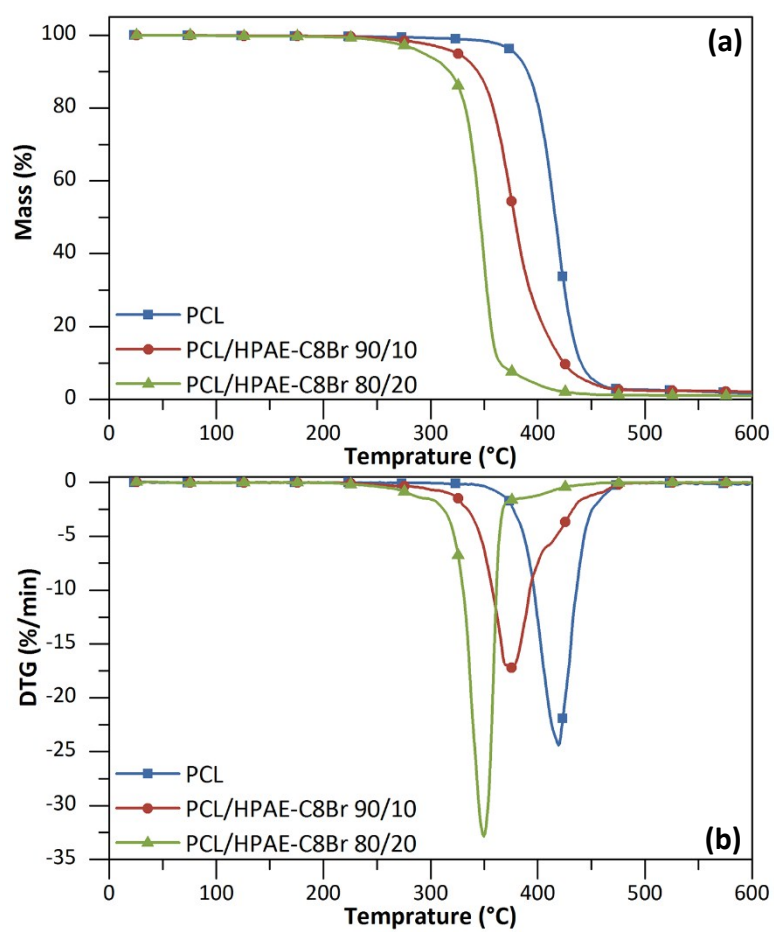 (a)
100
80
60
40
20
0
Mass (%)
PCL
PCL/HPAE-C8Br 90/10
PCL/HPAE-C8Br 80/20
0 100 200 300 400 500 600
Temprature (°C)
0
-5
-10
-15
-20
-25
-30
-35
DTG (%/min)
PCL
PCL/HPAE-C8Br 90/10
PCL/HPAE-C8Br 80/20
(b)
0 100 200 300 400 500 600
Temprature (°C)